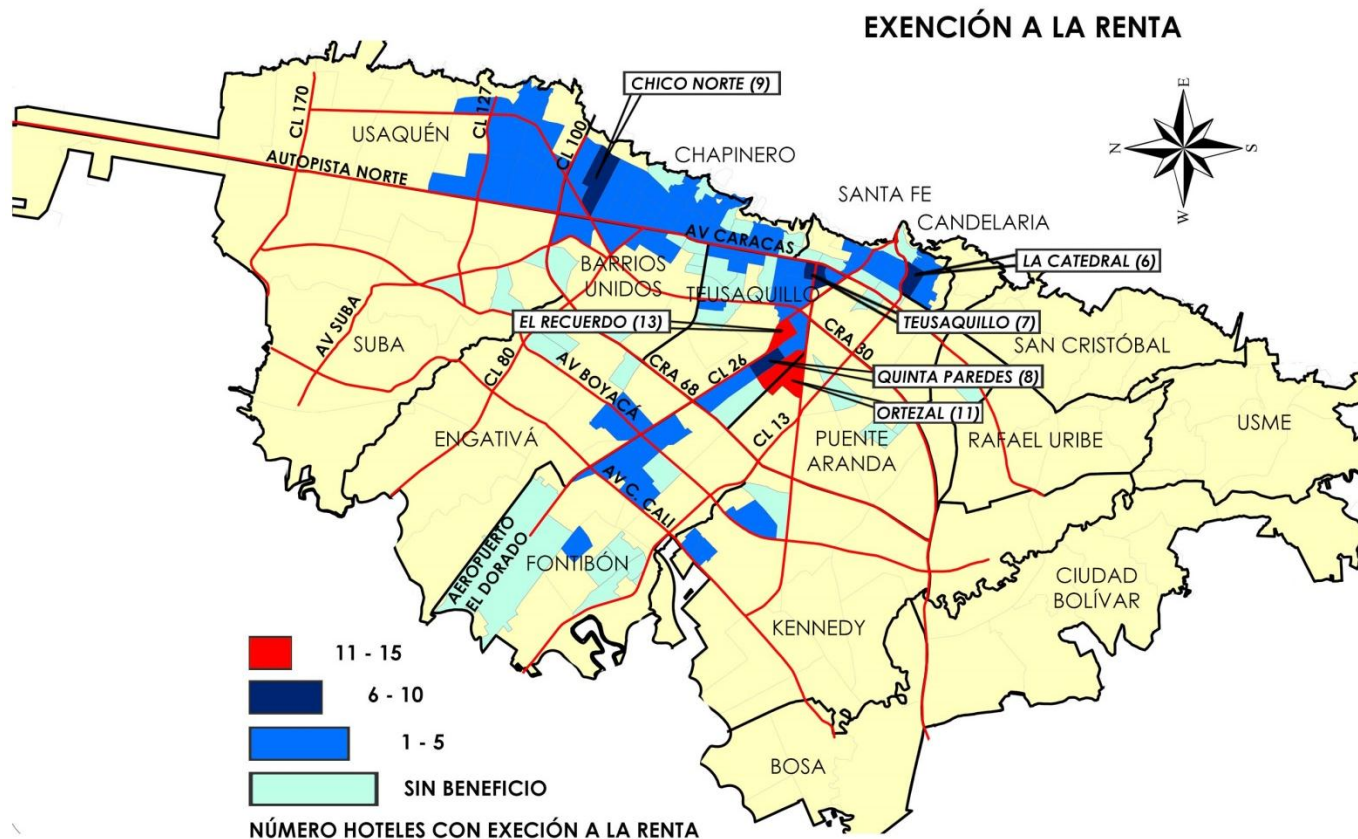 EXENCIÓN A LA RENTA
CHICO NORTE (9)
E
N
S
W
CL 170
CL 127
CL 100
USAQUÉN
AUTOPISTA NORTE
CHAPINERO
SANTA FE
CANDELARIA
AV CARACAS
LA CATEDRAL (6)
BARRIOS
UNIDOS
TEUSAQUILLO
TEUSAQUILLO (7)
EL RECUERDO (13)
AV SUBA
SUBA
CL 80
AV BOYACÁ
CRA 68
CL 26
CRA 30
SAN CRISTÓBAL
QUINTA PAREDES (8)
ORTEZAL (11)
CL 13
ENGATIVÁ
PUENTE
ARANDA
RAFAEL URIBE
USME
AV C. CALI
AEROPUERTO
EL DORADO
FONTIBÓN
CIUDAD
BOLÍVAR
KENNEDY
BOSA
11 - 15
6 - 10
1 - 5
SIN BENEFICIO
NÚMERO HOTELES CON EXECIÓN A LA RENTA